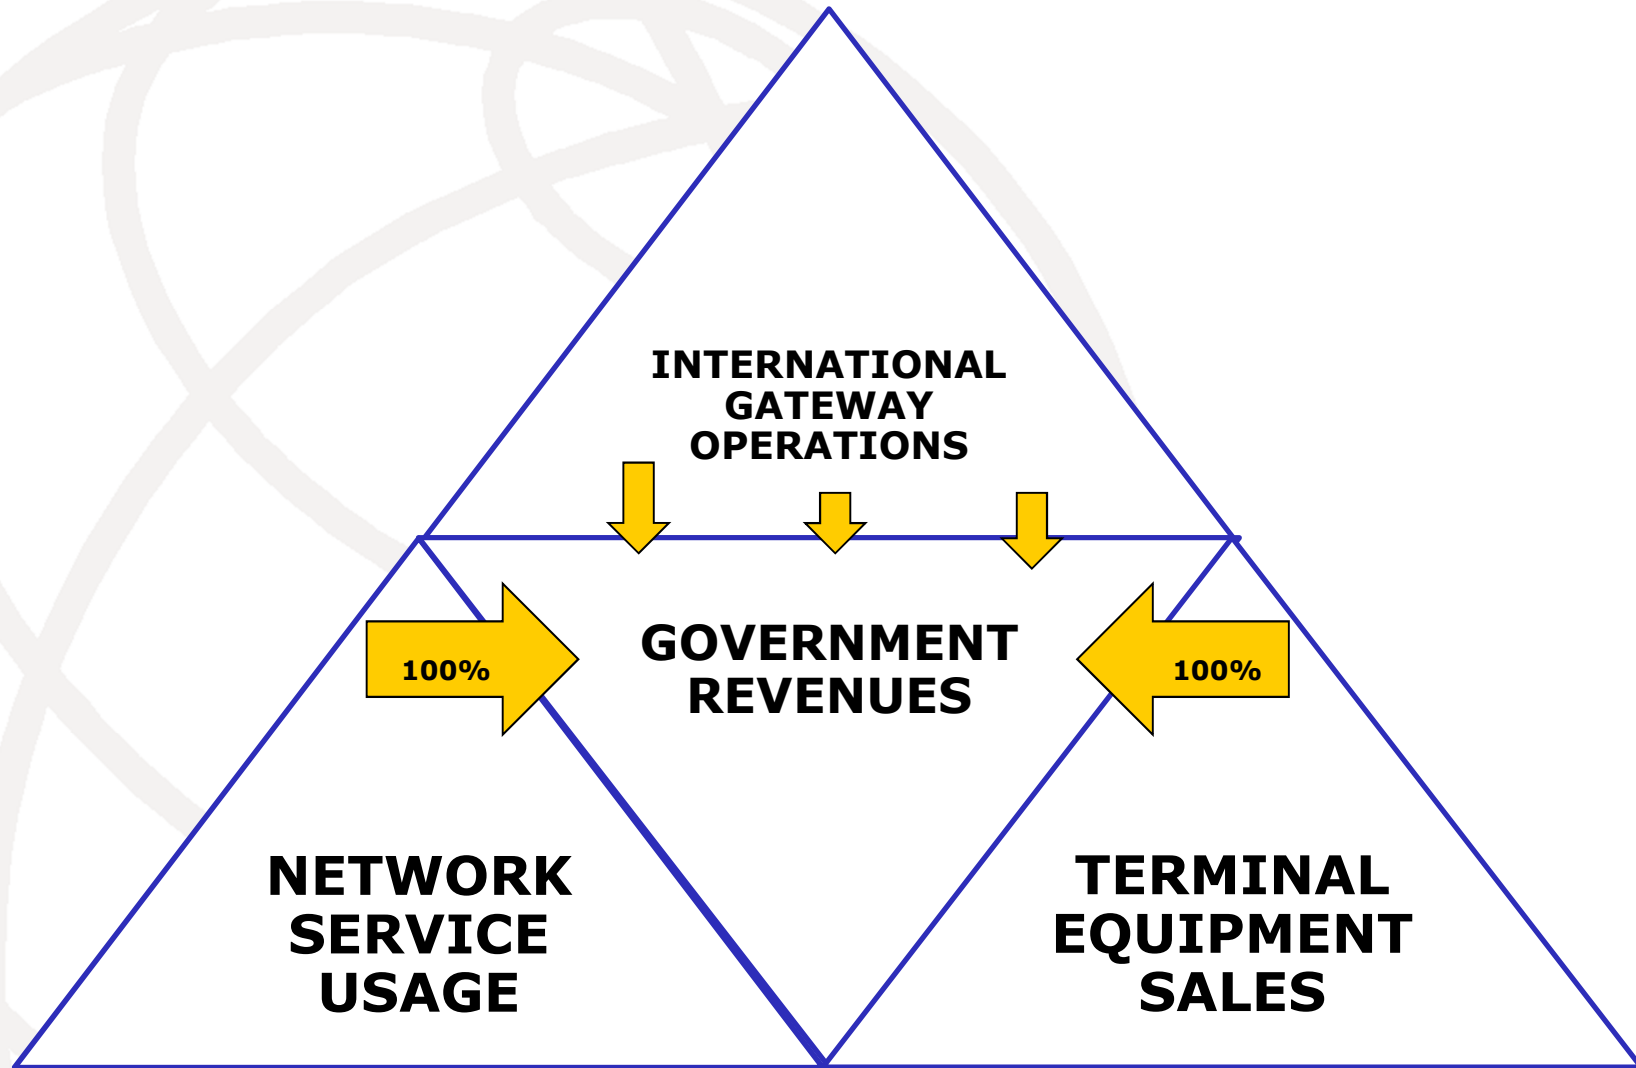 INTERNATIONAL
GATEWAY
OPERATIONS
GOVERNMENT
REVENUES
100%
100%
NETWORK
SERVICE
USAGE
TERMINAL
EQUIPMENT
SALES